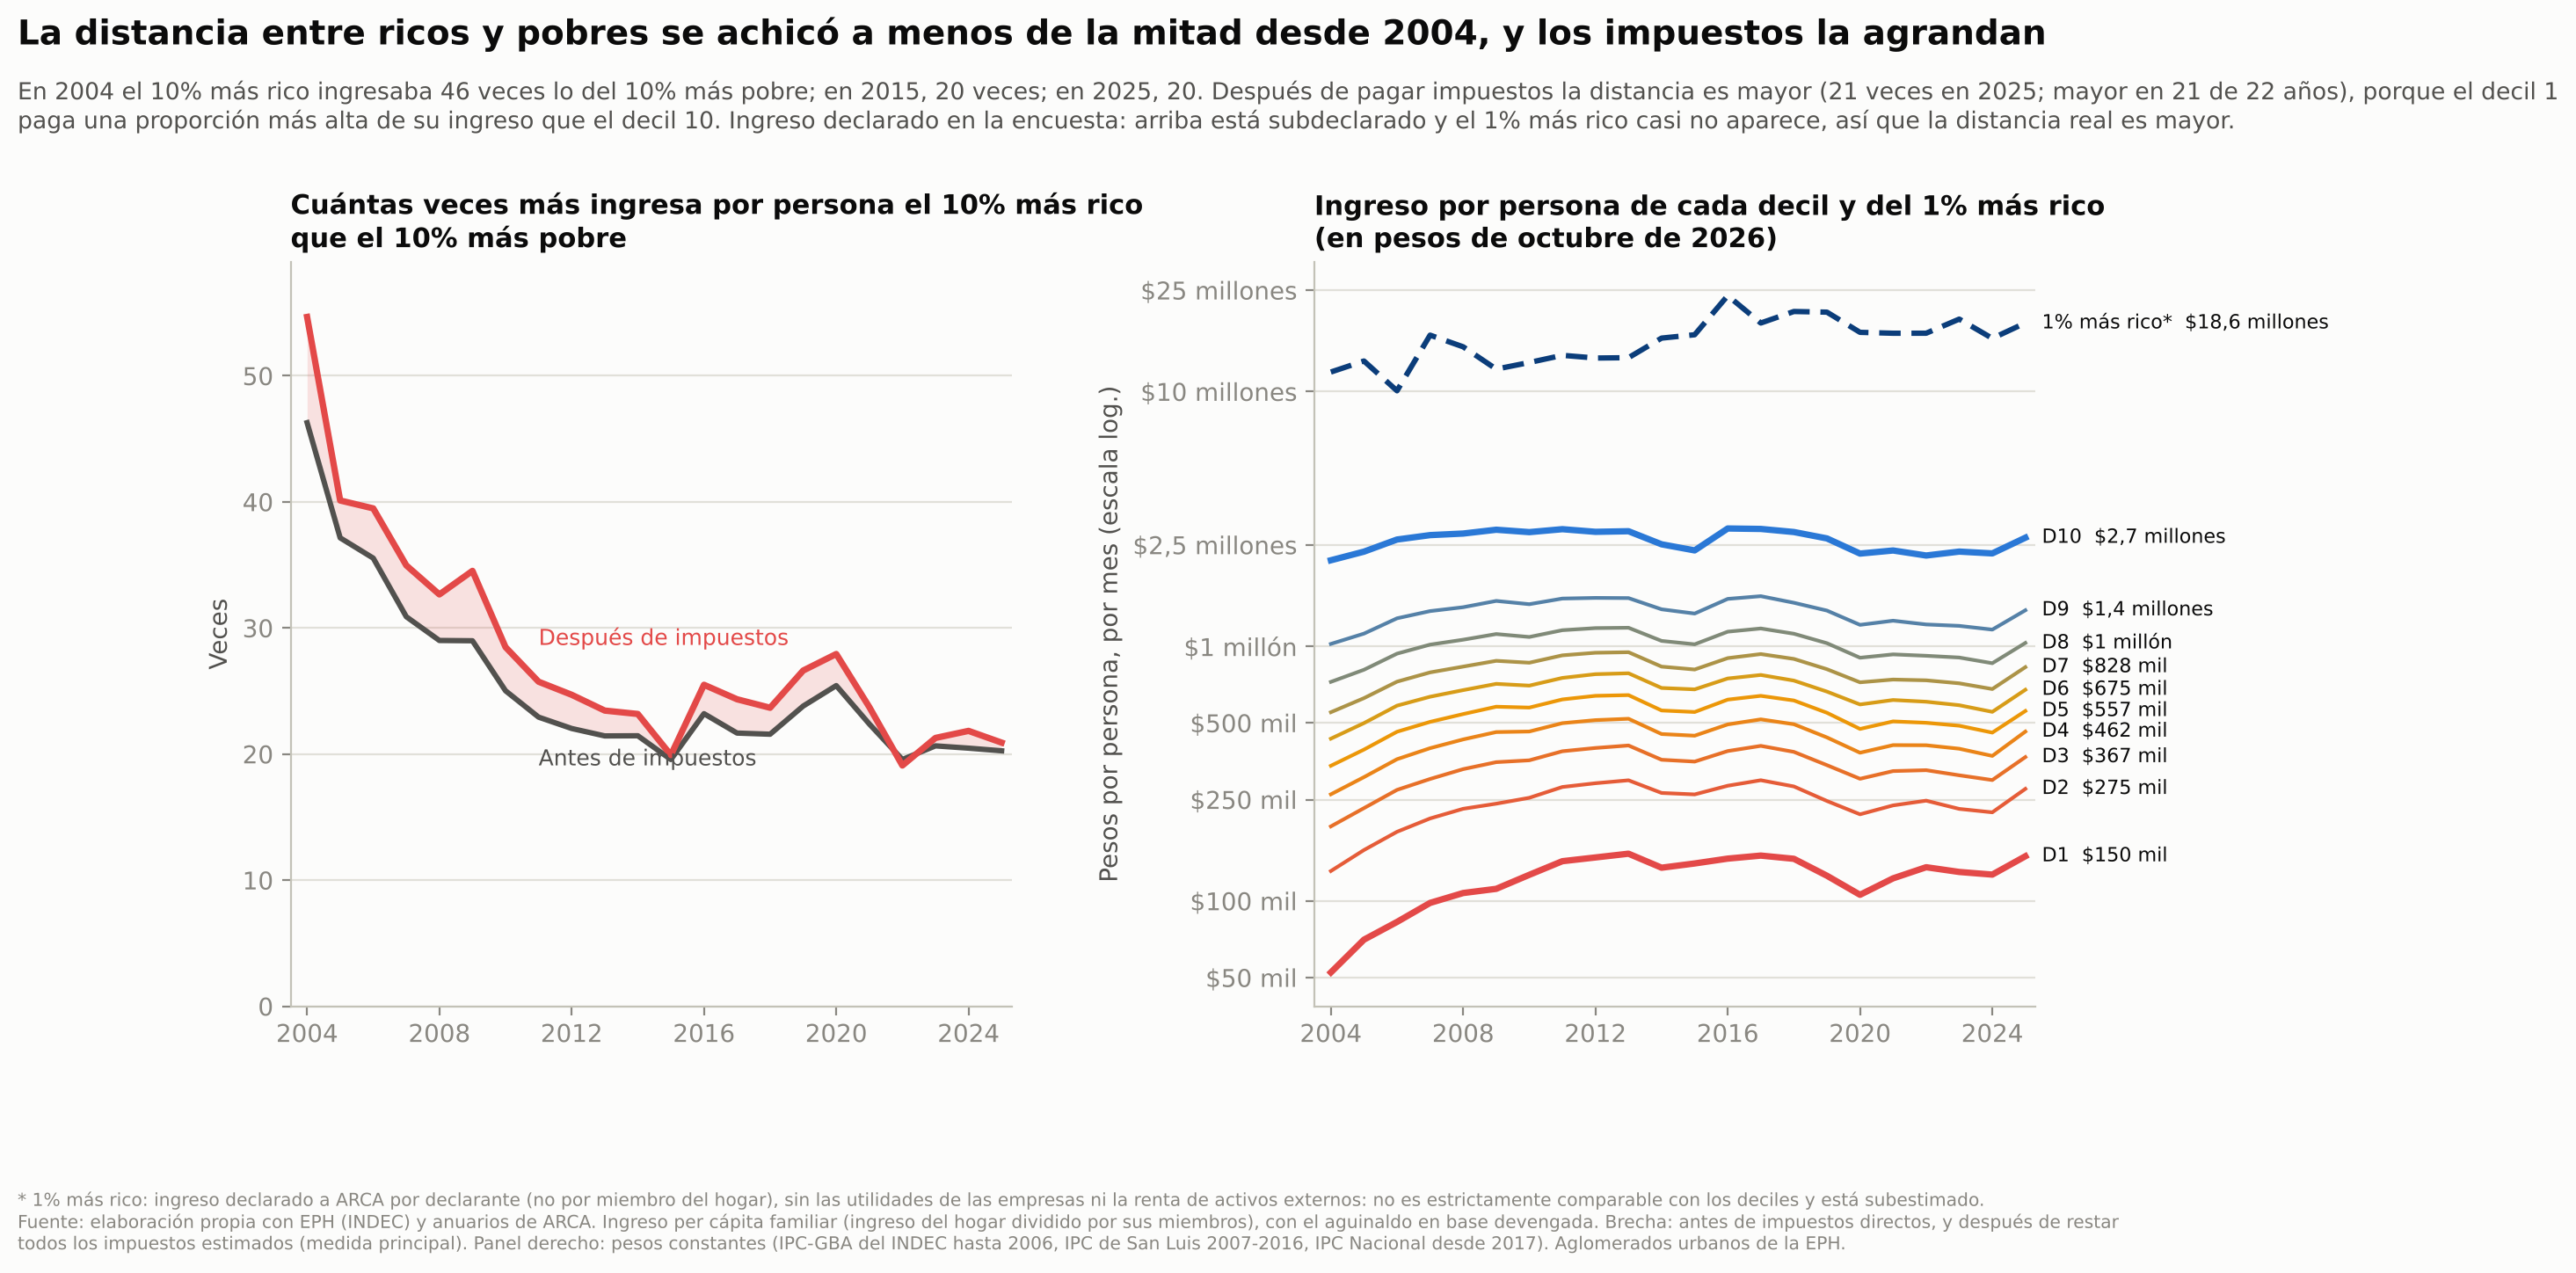 La distancia entre ricos y pobres se achicó a menos de la mitad desde 2004, y los impuestos la agrandan
En 2004 el 10% más rico ingresaba 46 veces lo del 10% más pobre; en 2015, 20 veces; en 2025, 20. Después de pagar impuestos la distancia es mayor (21 veces en 2025; mayor en 21 de 22 años), porque el decil 1
paga una proporción más alta de su ingreso que el decil 10. Ingreso declarado en la encuesta: arriba está subdeclarado y el 1% más rico casi no aparece, así que la distancia real es mayor.
Cuántas veces más ingresa por persona el 10% más rico
que el 10% más pobre
Veces
50
40
30
20
10
0
Después de impuestos
Antes de impuestos
2004 2008 2012 2016 2020 2024
Ingreso por persona de cada decil y del 1% más rico
(en pesos de octubre de 2026)
Pesos por persona, por mes (escala log.)
$25 millones
$10 millones
$2,5 millones
$1 millón
$500 mil
$250 mil
$100 mil
$50 mil
1% más rico* $18,6 millones
D10 $2,7 millones
D9 $1,4 millones
D8 $1 millón
D7 $828 mil
D6 $675 mil
D5 $557 mil
D4 $462 mil
D3 $367 mil
D2 $275 mil
D1 $150 mil
2004 2008 2012 2016 2020 2024
* 1% más rico: ingreso declarado a ARCA por declarante (no por miembro del hogar), sin las utilidades de las empresas ni la renta de activos externos: no es estrictamente comparable con los deciles y está subestimado.
Fuente: elaboración propia con EPH (INDEC) y anuarios de ARCA. Ingreso per cápita familiar (ingreso del hogar dividido por sus miembros), con el aguinaldo en base devengada. Brecha: antes de impuestos directos, y después de restar
todos los impuestos estimados (medida principal). Panel derecho: pesos constantes (IPC-GBA del INDEC hasta 2006, IPC de San Luis 2007-2016, IPC Nacional desde 2017). Aglomerados urbanos de la EPH.